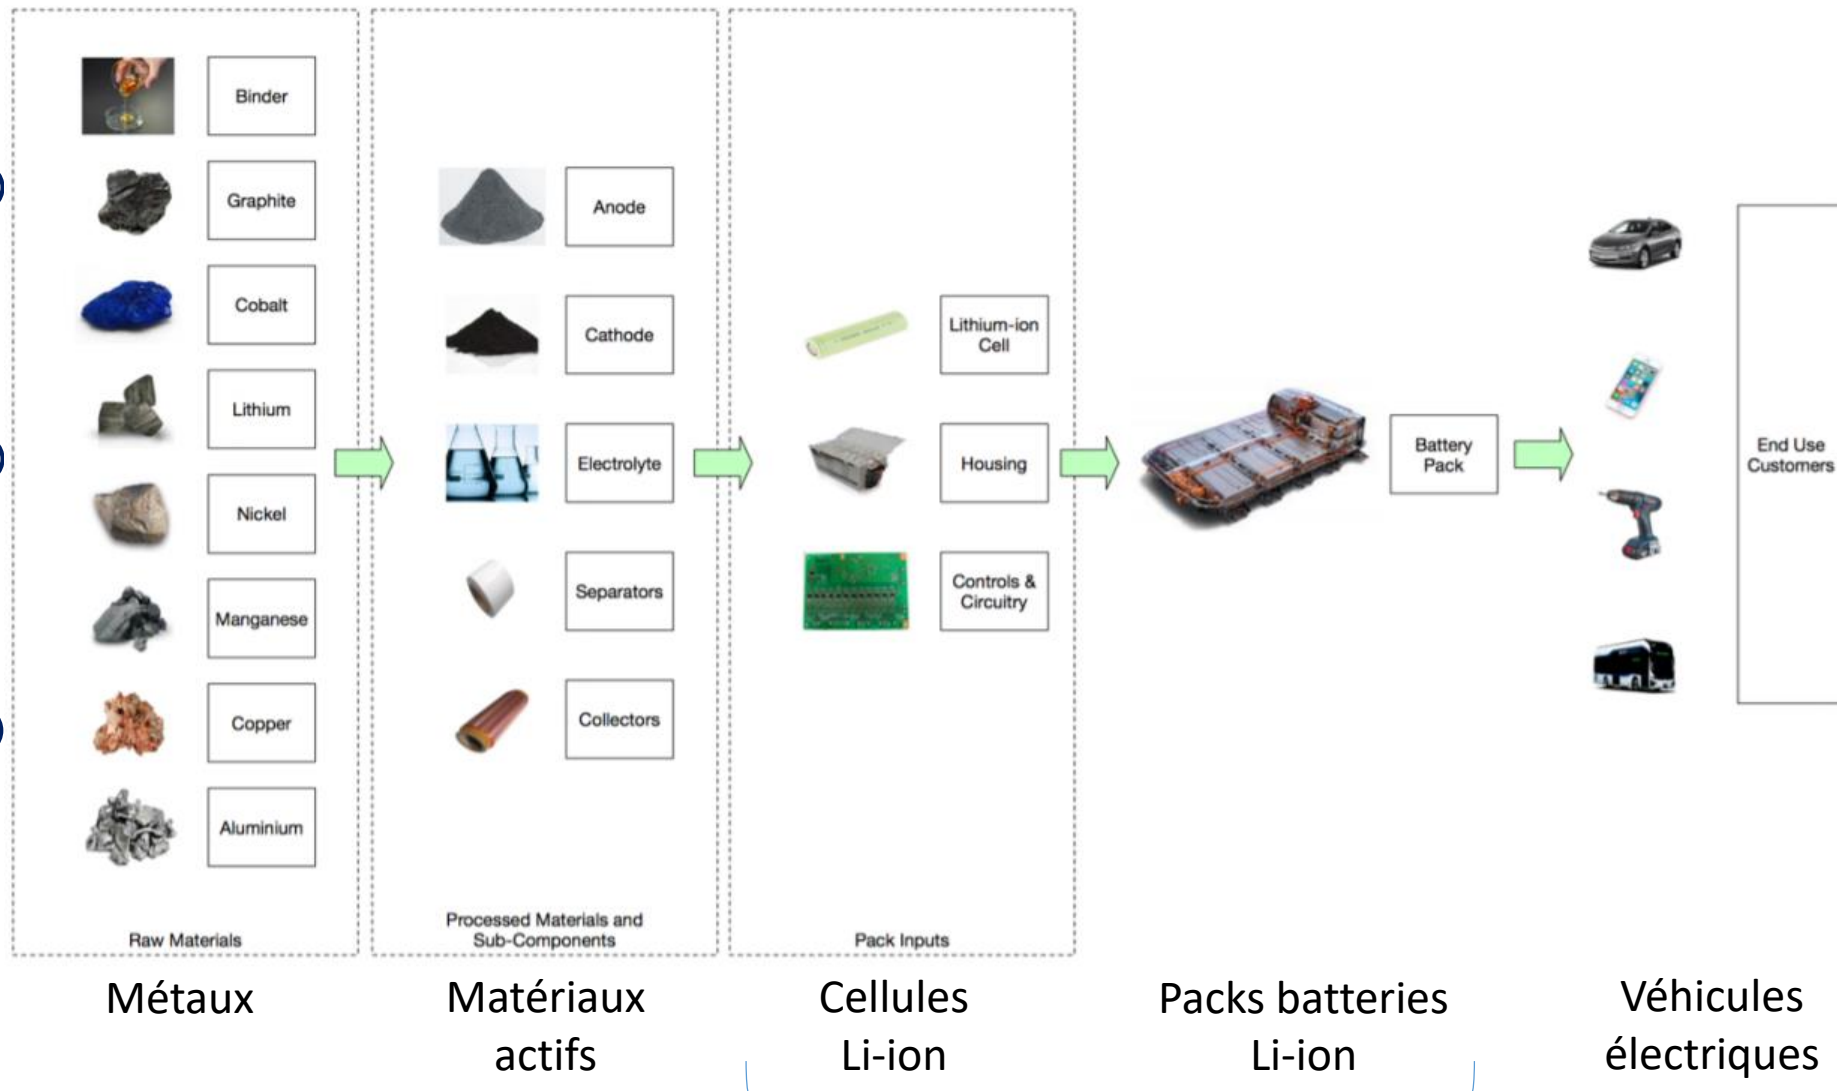 Binder
Graphite
Cobalt
Lithium
Nickel
Manganese
Copper
Aluminium
Raw Materials
Anode
Cathode
Electrolyte
Separators
Collectors
Processed Materials and
Sub-Components
Lithium-ion
Cell
Housing
Controls &
Circuitry
Pack Inputs
Battery
Pack
End Use
Customers
Métaux
Matériaux
actifs
Cellules
Li-ion
Packs batteries
Li-ion
Véhicules
électriques